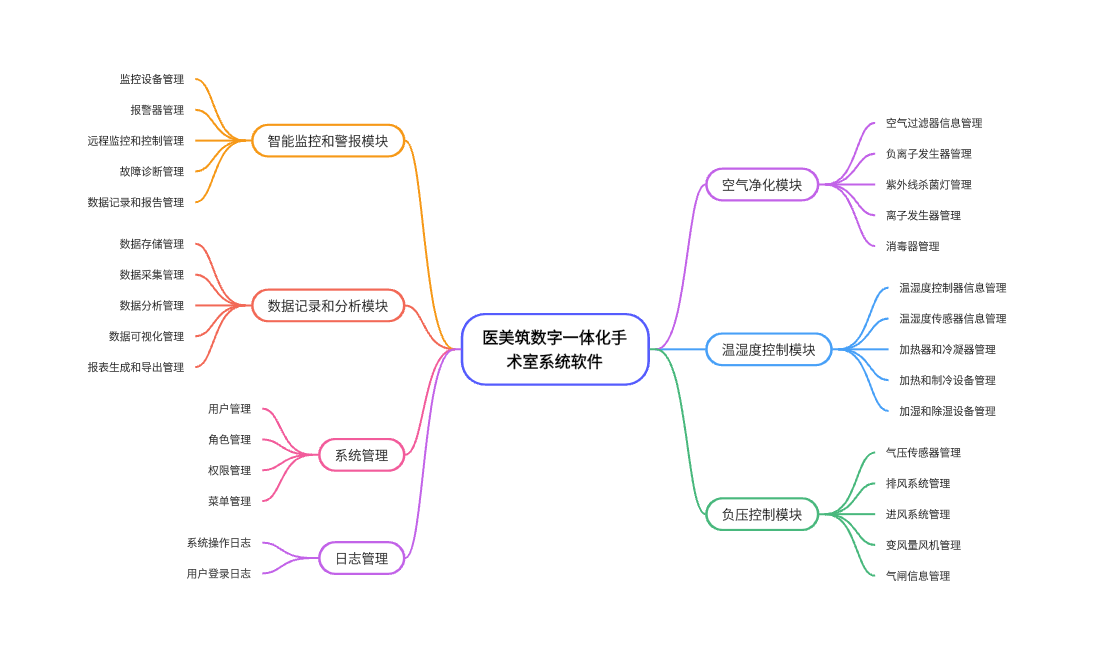 医美筑数字一体化手
术室系统软件
空气净化模块
空气过滤器信息管理
负离子发生器管理
紫外线杀菌灯管理
离子发生器管理
消毒器管理
温湿度控制模块
温湿度控制器信息管理
温湿度传感器信息管理
加热器和冷凝器管理
加热和制冷设备管理
加湿和除湿设备管理
负压控制模块
气压传感器管理
排风系统管理
进风系统管理
变风量风机管理
气闸信息管理
智能监控和警报模块
监控设备管理
报警器管理
远程监控和控制管理
故障诊断管理
数据记录和报告管理
数据记录和分析模块
数据存储管理
数据采集管理
数据分析管理
数据可视化管理
报表生成和导出管理
系统管理
用户管理
角色管理
权限管理
菜单管理
日志管理
系统操作日志
用户登录日志